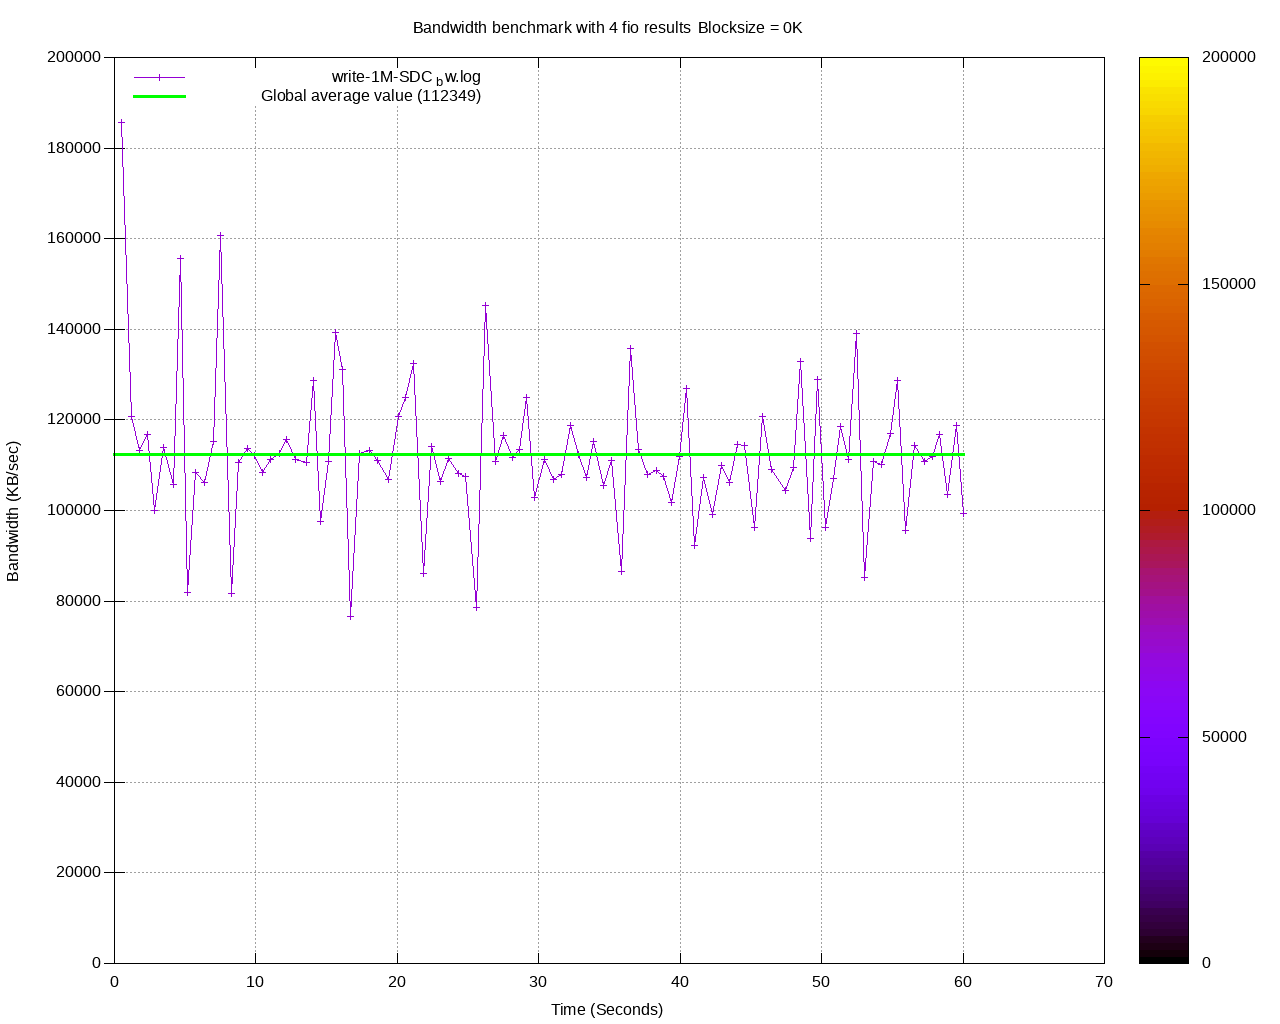 Bandwidth benchmark with 4 fio results Blocksize = 0K
write-1M-SDC_bw.log
Global average value (112349)
200000
180000
160000
140000
120000
100000
80000
60000
40000
20000
0
Bandwidth (KB/sec)
0 10 20 30 40 50 60 70
Time (Seconds)
200000
150000
100000
50000
0